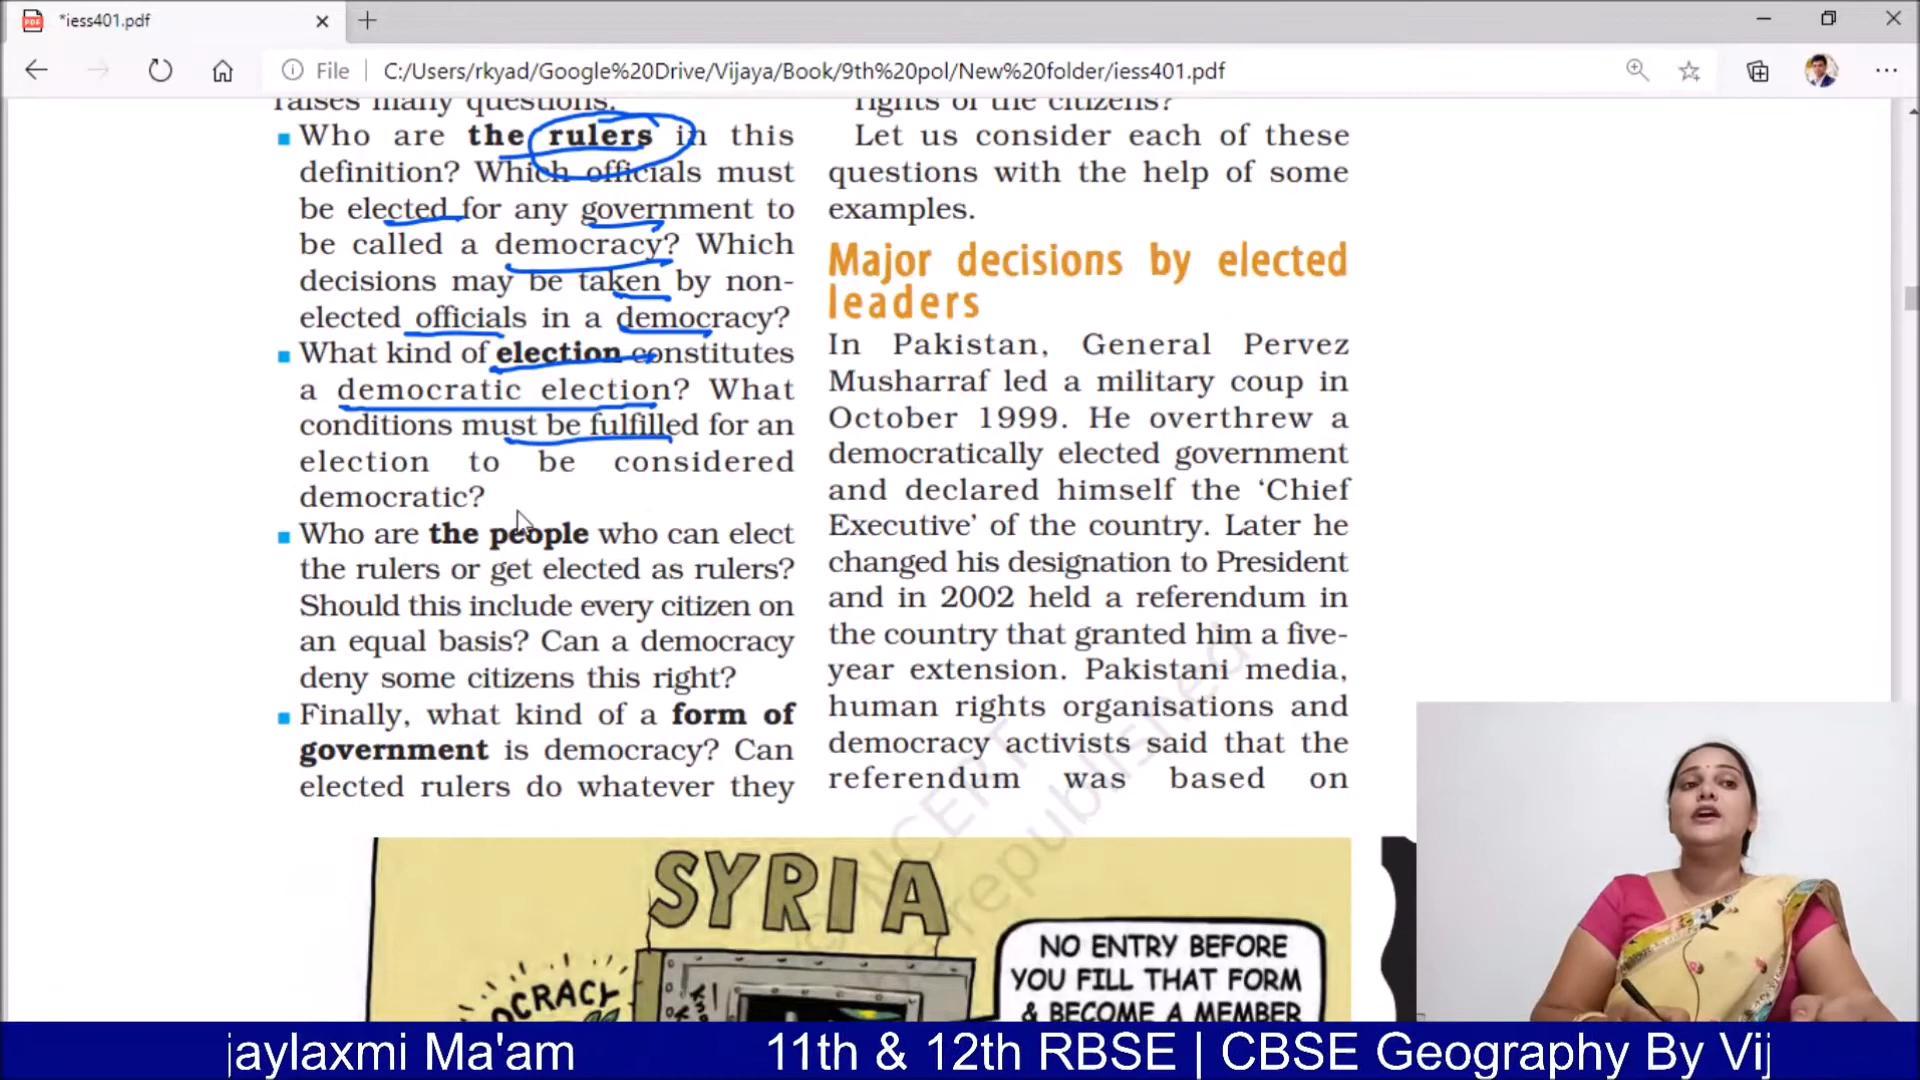 *iess401.pdf
File
C:/Users/rkyad/Google%20Drive/Vijaya/Book/9th%20pol/New%20folder/iess401.pdf
raises many questions.
Who are the rulers in this
definition? Which officials must
be elected for any government to
be called a democracy? Which
decisions may be taken by non-
elected officials in a democracy?
What kind of election constitutes
a democratic election? What
conditions must be fulfilled for an
election to be considered
democratic?
Who are the people who can elect
the rulers or get elected as rulers?
Should this include every citizen on
an equal basis? Can a democracy
deny some citizens this right?
Finally, what kind of a form of
government is democracy? Can
elected rulers do whatever they
rights of the citizens?
Let us consider each of these
questions with the help of some
examples.
Major decisions by elected
leaders
In Pakistan, General Pervez
Musharraf led a military coup in
October 1999. He overthrew a
democratically elected government
and declared himself the ‘Chief
Executive’ of the country. Later he
changed his designation to President
and in 2002 held a referendum in
the country that granted him a five-
year extension. Pakistani media,
human rights organisations and
democracy activists said that the
referendum was based on
© NCERT
republished
SYRIA
OCRACY
NO ENTRY BEFORE
YOU FILL THAT FORM
& BECOME A MEMBER
jaylaxmi Ma'am
11th & 12th RBSE | CBSE Geography By Vij